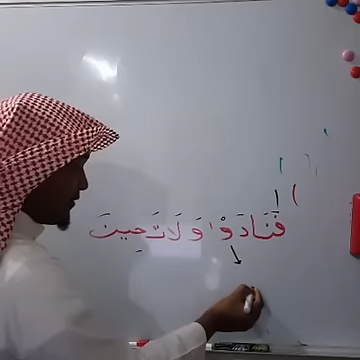 فَنَادَوْا وَلَاتَ حِينَ